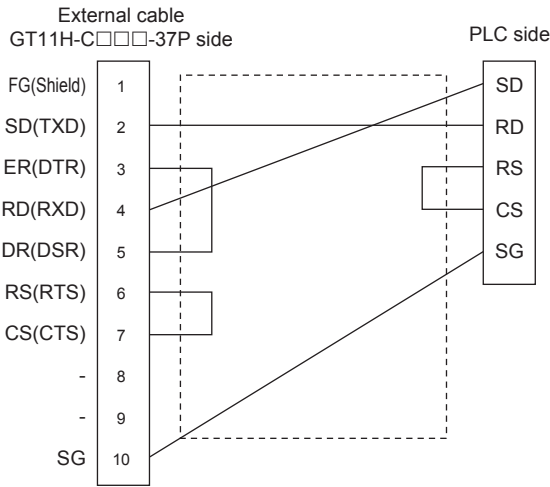 External cable
GT11H-C□□□-37P side
PLC side
FG(Shield) 1 SD
SD(TXD) 2 RD
ER(DTR) 3 RS
RD(RXD) 4 CS
DR(DSR) 5 SG
RS(RTS) 6
CS(CTS) 7
- 8
- 9
SG 10